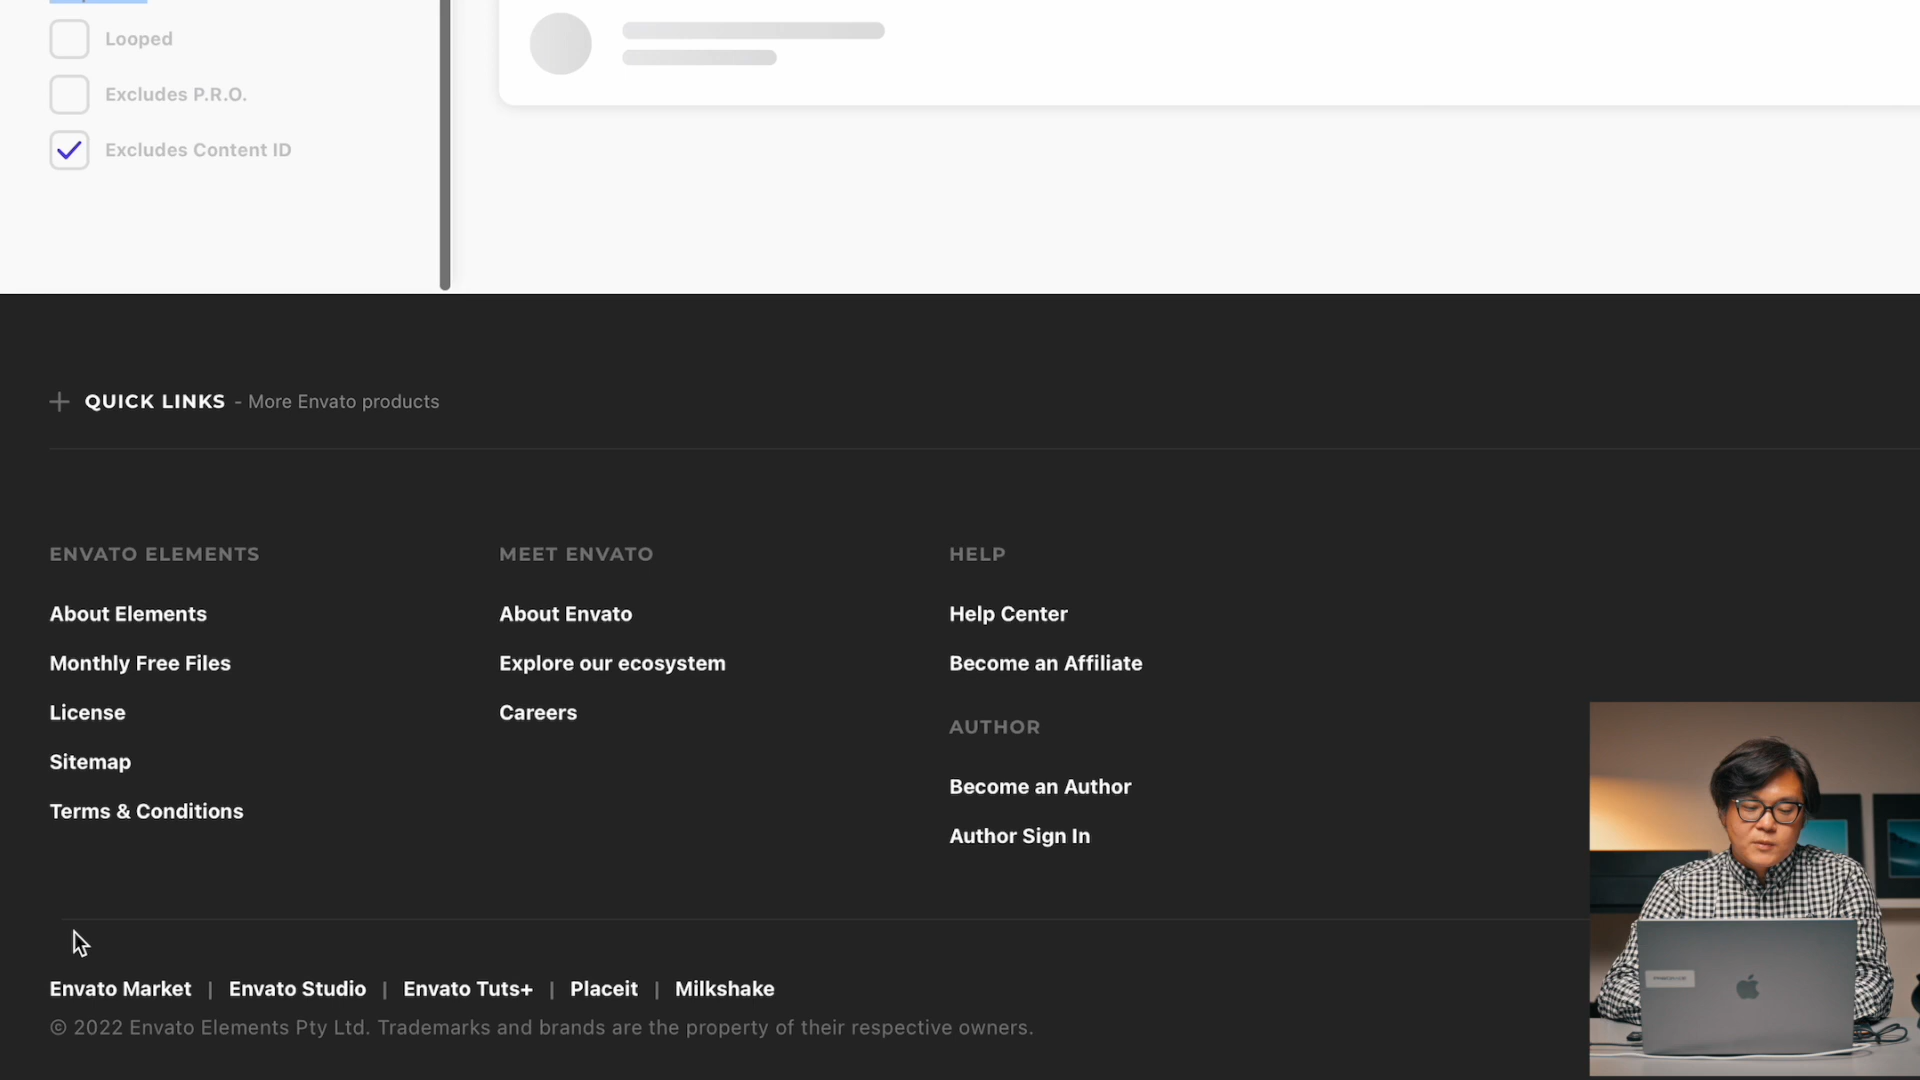 Looped
Excludes P.R.O.
Excludes Content ID
QUICK LINKS - More Envato products
ENVATO ELEMENTS
About Elements
Monthly Free Files
License
Sitemap
Terms & Conditions
MEET ENVATO
About Envato
Explore our ecosystem
Careers
HELP
Help Center
Become an Affiliate
AUTHOR
Become an Author
Author Sign In
Envato Market | Envato Studio | Envato Tuts+ | Placeit | Milkshake
© 2022 Envato Elements Pty Ltd. Trademarks and brands are the property of their respective owners.